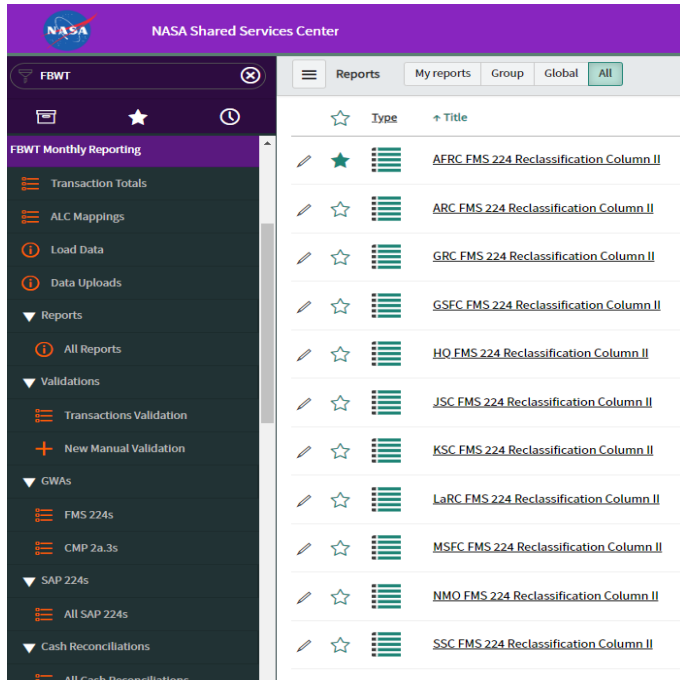 NASA
NASA Shared Services Center
FBWT
Reports My reports Group Global All
Type ↑ Title
FBWT Monthly Reporting
Transaction Totals
ALC Mappings
Load Data
Data Uploads
Reports
All Reports
Validations
Transactions Validation
New Manual Validation
GWAs
FMS 224s
CMP 2a.3s
SAP 224s
All SAP 224s
Cash Reconciliations
All Cash Reconciliations
AFRC FMS 224 Reclassification Column II
ARC FMS 224 Reclassification Column II
GRC FMS 224 Reclassification Column II
GSFC FMS 224 Reclassification Column II
HQ FMS 224 Reclassification Column II
JSC FMS 224 Reclassification Column II
KSC FMS 224 Reclassification Column II
LaRC FMS 224 Reclassification Column II
MSFC FMS 224 Reclassification Column II
NMO FMS 224 Reclassification Column II
SSC FMS 224 Reclassification Column II